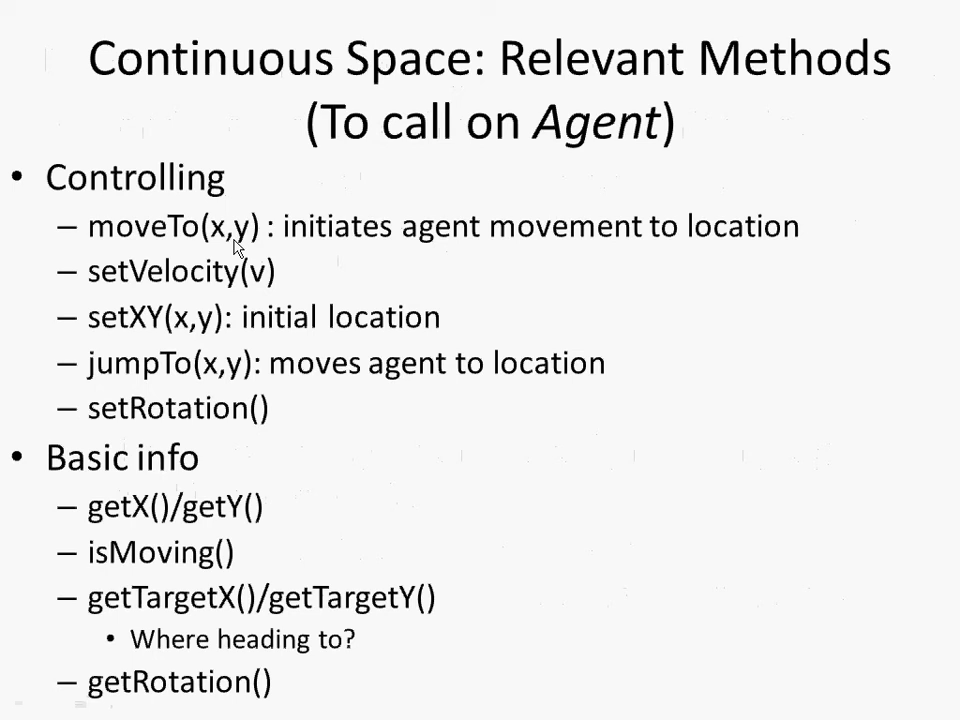 Continuous Space: Relevant Methods
(To call on Agent)
• Controlling
– moveTo(x,y) : initiates agent movement to location
– setVelocity(v)
– setXY(x,y): initial location
– jumpTo(x,y): moves agent to location
– setRotation()
• Basic info
– getX()/getY()
– isMoving()
– getTargetX()/getTargetY()
• Where heading to?
– getRotation()